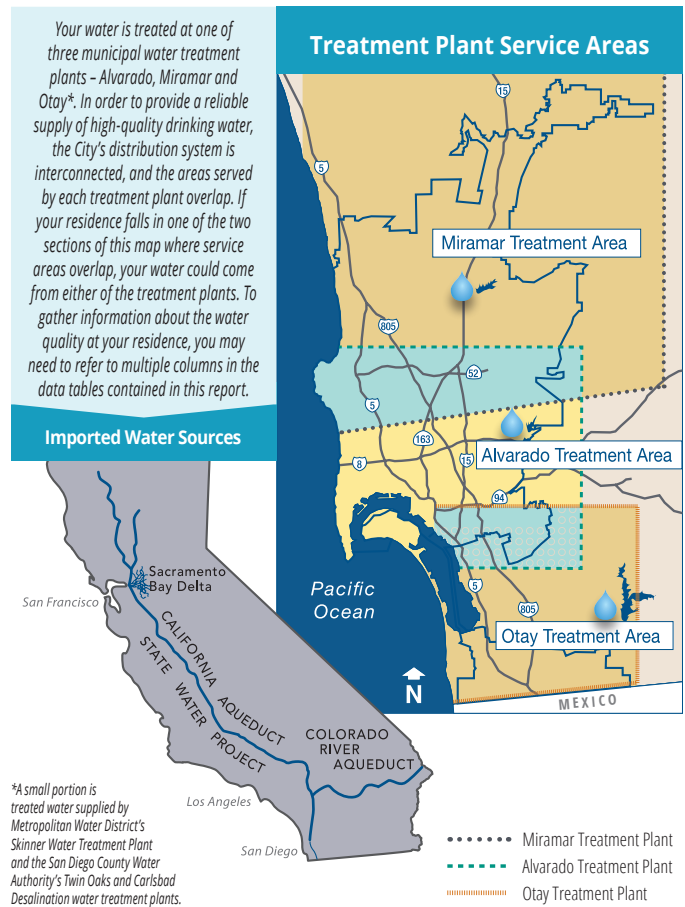 Your water is treated at one of
three municipal water treatment
plants – Alvarado, Miramar and
Otay*. In order to provide a reliable
supply of high-quality drinking water,
the City's distribution system is
interconnected, and the areas served
by each treatment plant overlap. If
your residence falls in one of the two
sections of this map where service
areas overlap, your water could come
from either of the treatment plants. To
gather information about the water
quality at your residence, you may
need to refer to multiple columns in the
data tables contained in this report.
Imported Water Sources
Sacramento
Bay Delta
San Francisco
CALIFORNIA AQUEDUCT
STATE WATER PROJECT
COLORADO
RIVER
AQUEDUCT
Los Angeles
San Diego
*A small portion is
treated water supplied by
Metropolitan Water District's
Skinner Water Treatment Plant
and the San Diego County Water
Authority's Twin Oaks and Carlsbad
Desalination water treatment plants.
Treatment Plant Service Areas
15
5
Miramar Treatment Area
805
52
5
163
8
15
Alvarado Treatment Area
94
Pacific
Ocean
5
805
Otay Treatment Area
N
MEXICO
Miramar Treatment Plant
Alvarado Treatment Plant
Otay Treatment Plant